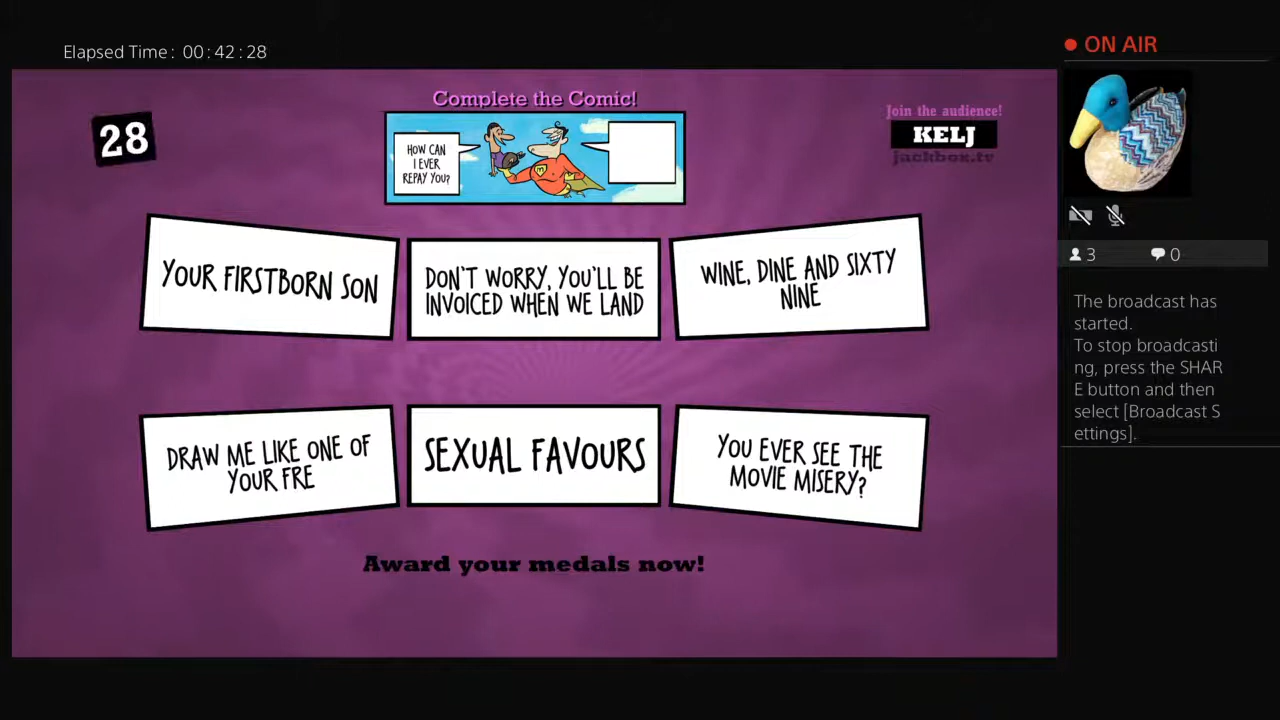 Elapsed Time: 00:42:28
ON AIR
Complete the Comic!
28
HOW CAN
I EVER
REPAY YOU?
Join the audience!
KELJ
jackbox.tv
YOUR FIRSTBORN SON
DON'T WORRY, YOU'LL BE
INVOICED WHEN WE LAND
WINE, DINE AND SIXTY
NINE
DRAW ME LIKE ONE OF
YOUR FRE
SEXUAL FAVOURS
YOU EVER SEE THE
MOVIE MISERY?
Award your medals now!
3
0
The broadcast has
started.
To stop broadcasti
ng, press the SHAR
E button and then
select [Broadcast S
ettings].